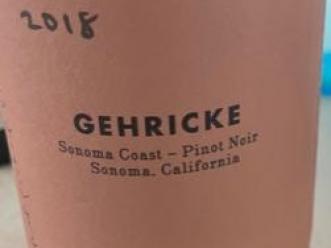 2018
GEHRICKE
Sonoma Coast – Pinot Noir
Sonoma. California